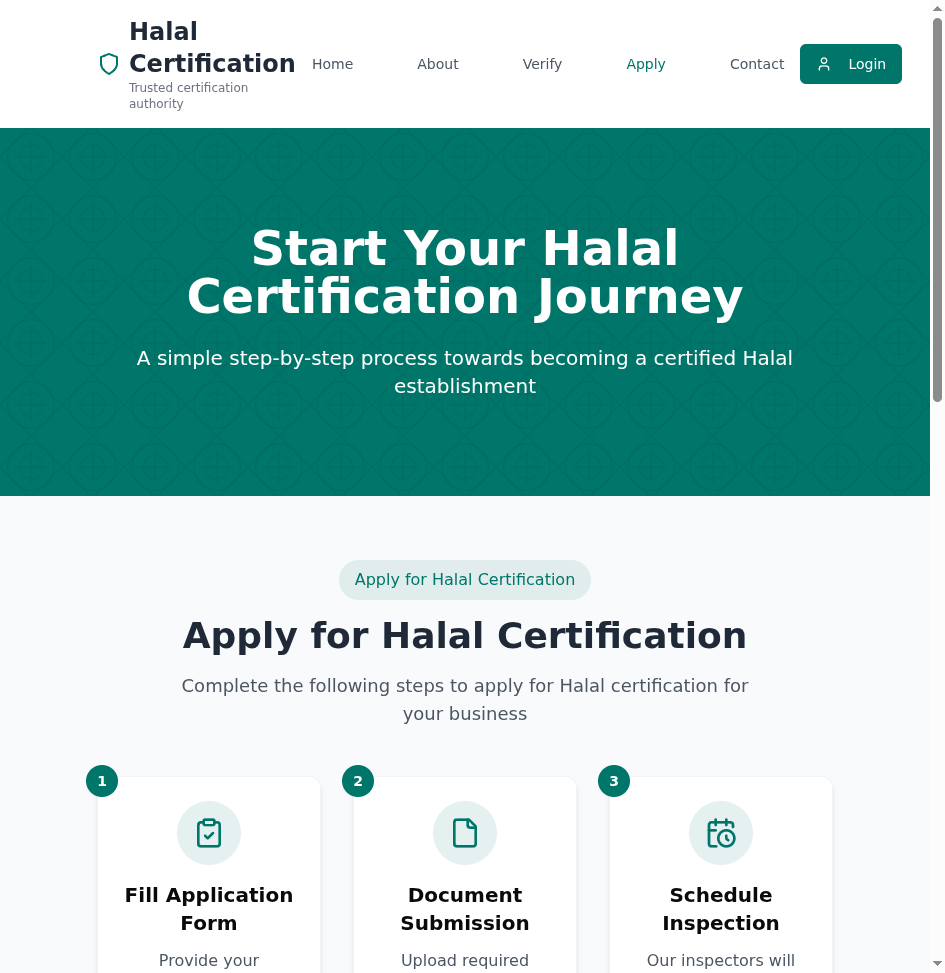 Halal
Certification
Trusted certification
authority
Home
About
Verify
Apply
Contact
Login
Start Your Halal
Certification Journey
A simple step-by-step process towards becoming a certified Halal
establishment
Apply for Halal Certification
Apply for Halal Certification
Complete the following steps to apply for Halal certification for
your business
1
Fill Application
Form
Provide your
2
Document
Submission
Upload required
3
Schedule
Inspection
Our inspectors will